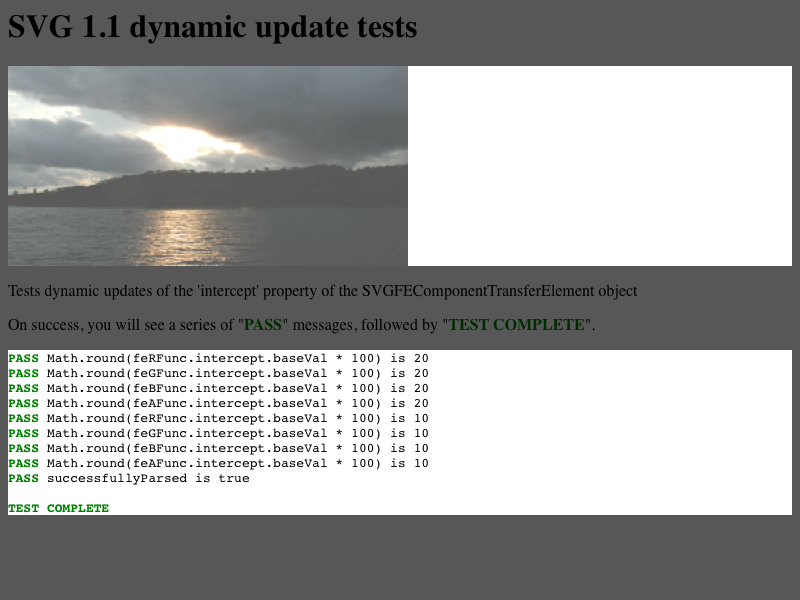 SVG 1.1 dynamic update tests
Tests dynamic updates of the 'intercept' property of the SVGFEComponentTransferElement object
On success, you will see a series of "PASS" messages, followed by "TEST COMPLETE".
PASS Math.round(feRFunc.intercept.baseVal * 100) is 20
PASS Math.round(feGFunc.intercept.baseVal * 100) is 20
PASS Math.round(feBFunc.intercept.baseVal * 100) is 20
PASS Math.round(feAFunc.intercept.baseVal * 100) is 20
PASS Math.round(feRFunc.intercept.baseVal * 100) is 10
PASS Math.round(feGFunc.intercept.baseVal * 100) is 10
PASS Math.round(feBFunc.intercept.baseVal * 100) is 10
PASS Math.round(feAFunc.intercept.baseVal * 100) is 10
PASS successfullyParsed is true
TEST COMPLETE